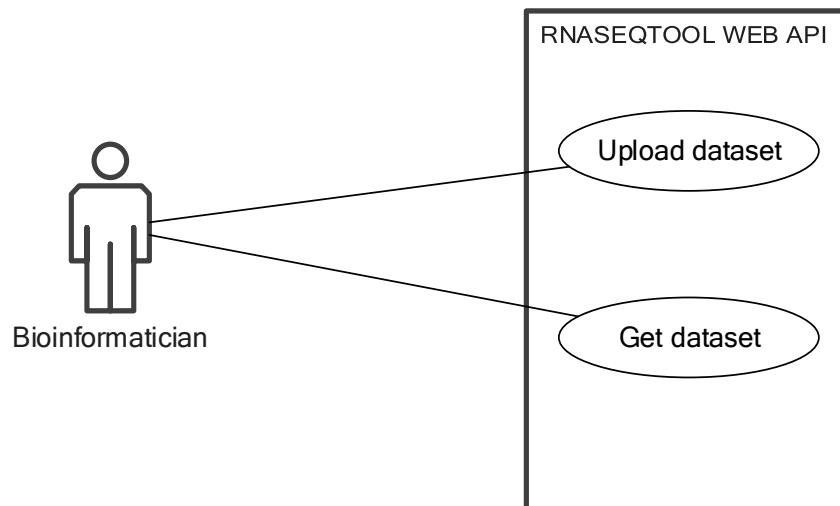 RNASEQTOOL WEB API
Upload dataset
Bioinformatician
Get dataset